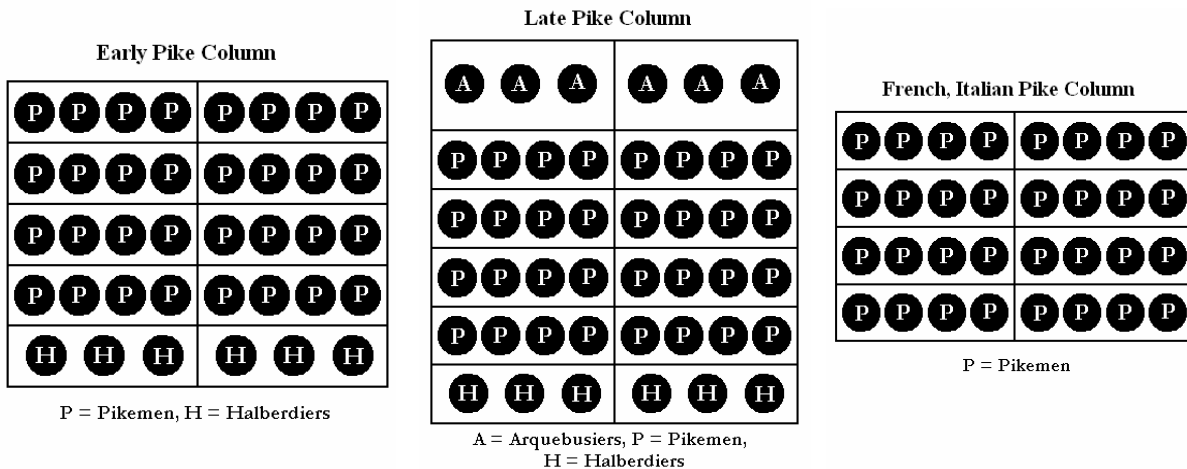 Early Pike Column
P P P P P P P P
P P P P P P P P
P P P P P P P P
P P P P P P P P
H H H H H H
P = Pikemen, H = Halberdiers
Late Pike Column
A A A A A A
P P P P P P P P
P P P P P P P P
P P P P P P P P
P P P P P P P P
H H H H H H
A = Arquebusiers, P = Pikemen,
H = Halberdiers
French, Italian Pike Column
P P P P P P P P
P P P P P P P P
P P P P P P P P
P P P P P P P P
P = Pikemen